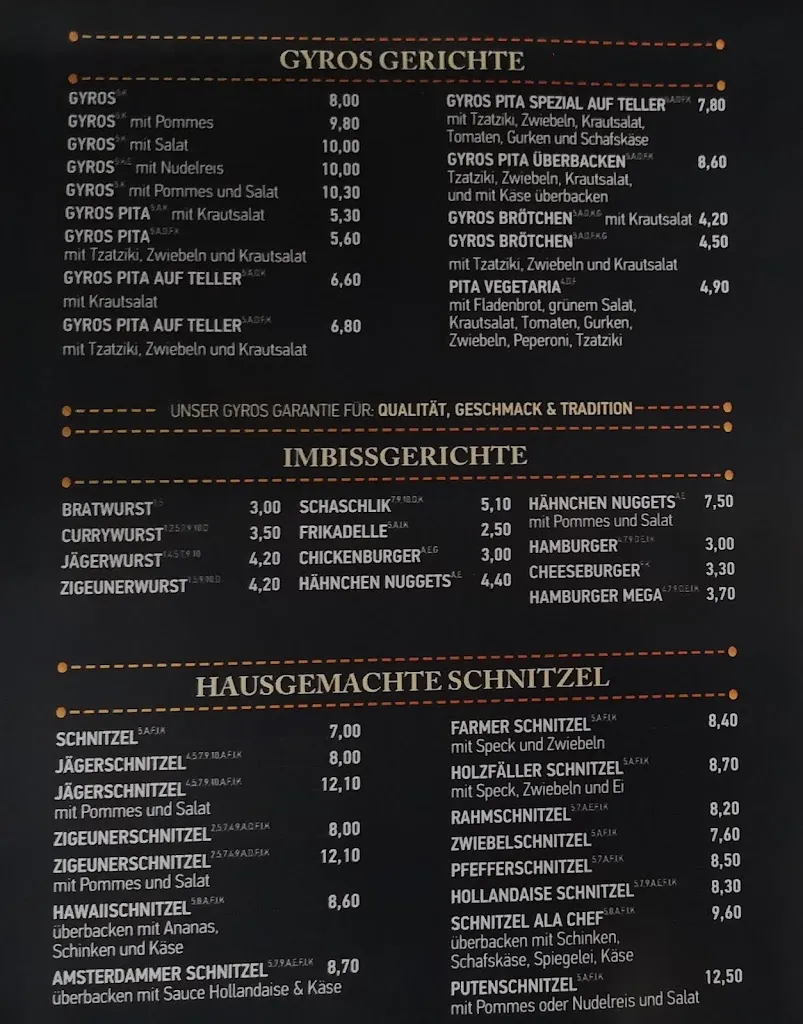 GYROS GERICHTE
GYROS 8,00
GYROS mit Pommes 9,80
GYROS mit Salat 10,00
GYROS mit Nudelreis 10,00
GYROS mit Pommes und Salat 10,30
GYROS PITA mit Krautsalat 5,30
GYROS PITA 5,60
mit Tzatziki, Zwiebeln und Krautsalat
GYROS PITA AUF TELLER 6,60
mit Krautsalat
GYROS PITA AUF TELLER 6,80
mit Tzatziki, Zwiebeln und Krautsalat
GYROS PITA SPEZIAL AUF TELLER 7,80
mit Tzatziki, Zwiebeln, Krautsalat,
Tomaten, Gurken und Schafskäse
GYROS PITA ÜBERBACKEN 8,60
Tzatziki, Zwiebeln, Krautsalat,
und mit Käse überbacken
GYROS BRÖTCHEN mit Krautsalat 4,20
GYROS BRÖTCHEN 4,50
mit Tzatziki, Zwiebeln und Krautsalat
PITA VEGETARIA 4,90
mit Fladenbrot, grünem Salat,
Krautsalat, Tomaten, Gurken,
Zwiebeln, Peperoni, Tzatziki
UNSER GYROS GARANTIE FÜR: QUALITÄT, GESCHMACK & TRADITION
IMBISSGERICHTE
BRATWURST 3,00
CURRYWURST 3,50
JÄGERWURST 4,20
ZIGEUNERWURST 4,20
SCHASCHLIK 5,10
FRIKADELLE 2,50
CHICKENBURGER 3,00
HÄHNCHEN NUGGETS 4,40
HÄHNCHEN NUGGETS 7,50
mit Pommes und Salat
HAMBURGER 3,00
CHEESEBURGER 3,30
HAMBURGER MEGA 3,70
HAUSGEMACHTE SCHNITZEL
SCHNITZEL 7,00
JÄGERSCHNITZEL 8,00
JÄGERSCHNITZEL 12,10
mit Pommes und Salat
ZIGEUNERSCHNITZEL 8,00
ZIGEUNERSCHNITZEL 12,10
mit Pommes und Salat
HAWAIISCHNITZEL 8,60
überbacken mit Ananas,
Schinken und Käse
AMSTERDAMMER SCHNITZEL 8,70
überbacken mit Sauce Hollandaise & Käse
FARMER SCHNITZEL 8,40
mit Speck und Zwiebeln
HOLZFÄLLER SCHNITZEL 8,70
mit Speck, Zwiebeln und Ei
RAHMSCHNITZEL 8,20
ZWIEBELSCHNITZEL 7,60
PFEFFERSCHNITZEL 8,50
HOLLANDAISE SCHNITZEL 8,30
SCHNITZEL ALA CHEF 9,60
überbacken mit Schinken,
Schafskäse, Spiegelei, Käse
PUTENSCHNITZEL 12,50
mit Pommes oder Nudelreis und Salat